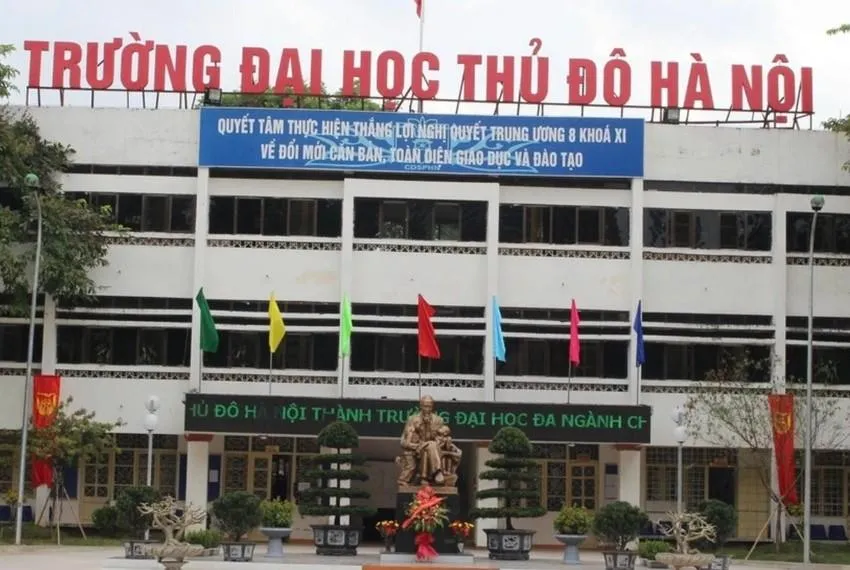 TRƯỜNG ĐẠI HỌC THỦ ĐÔ HÀ NỘI
QUYẾT TÂM THỰC HIỆN THẮNG LỢI NGHỊ QUYẾT TRUNG ƯƠNG 8 KHOÁ XI
VỀ ĐỔI MỚI CĂN BẢN, TOÀN DIỆN GIÁO DỤC VÀ ĐÀO TẠO
CDSPHN
HỦ ĐÔ HÀ NỘI THÀNH TRƯỜNG ĐẠI HỌC ĐA NGÀNH CH